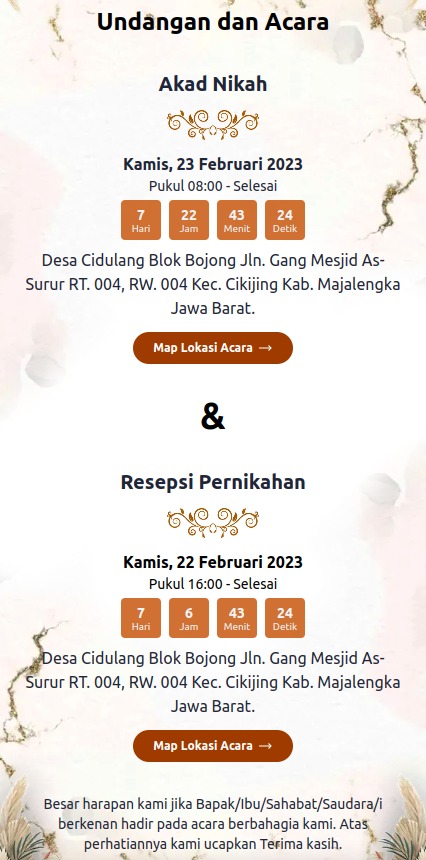 Undangan dan Acara
Akad Nikah
Kamis, 23 Februari 2023
Pukul 08:00 - Selesai
7 22 43 24
Hari Jam Menit Detik
Desa Cidulang Blok Bojong Jln. Gang Mesjid As-
Surur RT. 004, RW. 004 Kec. Cikijing Kab. Majalengka
Jawa Barat.
Map Lokasi Acara →
&
Resepsi Pernikahan
Kamis, 22 Februari 2023
Pukul 16:00 - Selesai
7 6 43 24
Hari Jam Menit Detik
Desa Cidulang Blok Bojong Jln. Gang Mesjid As-
Surur RT. 004, RW. 004 Kec. Cikijing Kab. Majalengka
Jawa Barat.
Map Lokasi Acara →
Besar harapan kami jika Bapak/Ibu/Sahabat/Saudara/i
berkenan hadir pada acara berbahagia kami. Atas
perhatiannya kami ucapkan Terima kasih.